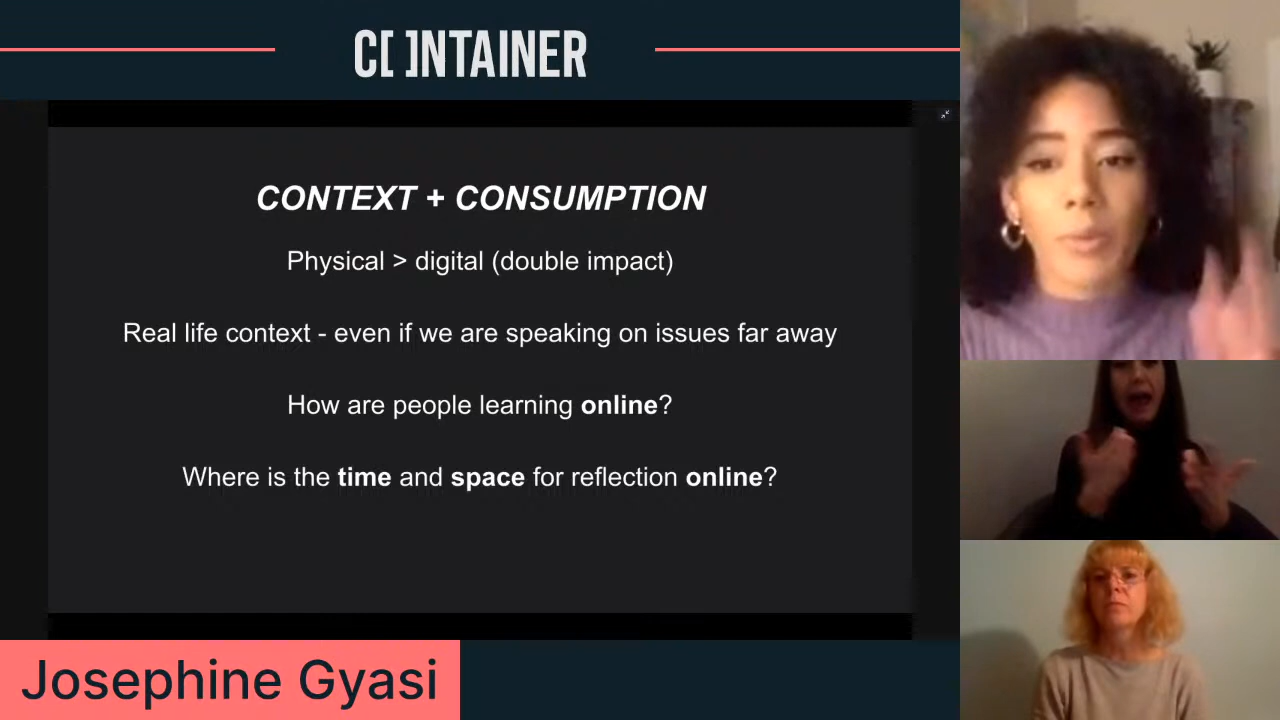 C[ ]NTAINER
CONTEXT + CONSUMPTION
Physical > digital (double impact)
Real life context - even if we are speaking on issues far away
How are people learning online?
Where is the time and space for reflection online?
Josephine Gyasi